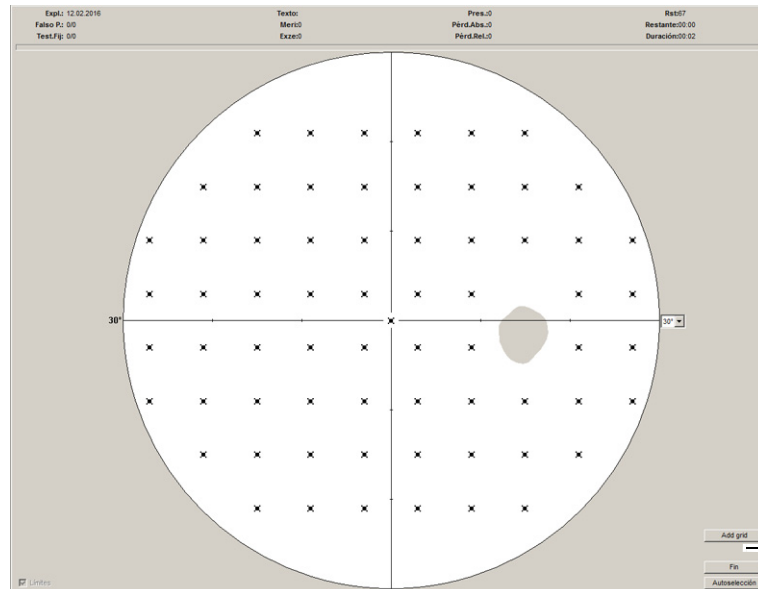 Expl.: 12.02.2016 Texto: Pres.:0 Rst:67
Falso P.: 0/0 Meri:0 Pérd.Abs.:0 Restante:00:00
Test.Fij: 0/0 Exze:0 Pérd.Rel.:0 Duración:00:02
30° 30°
Add grid
Fin
Límites Autoselección